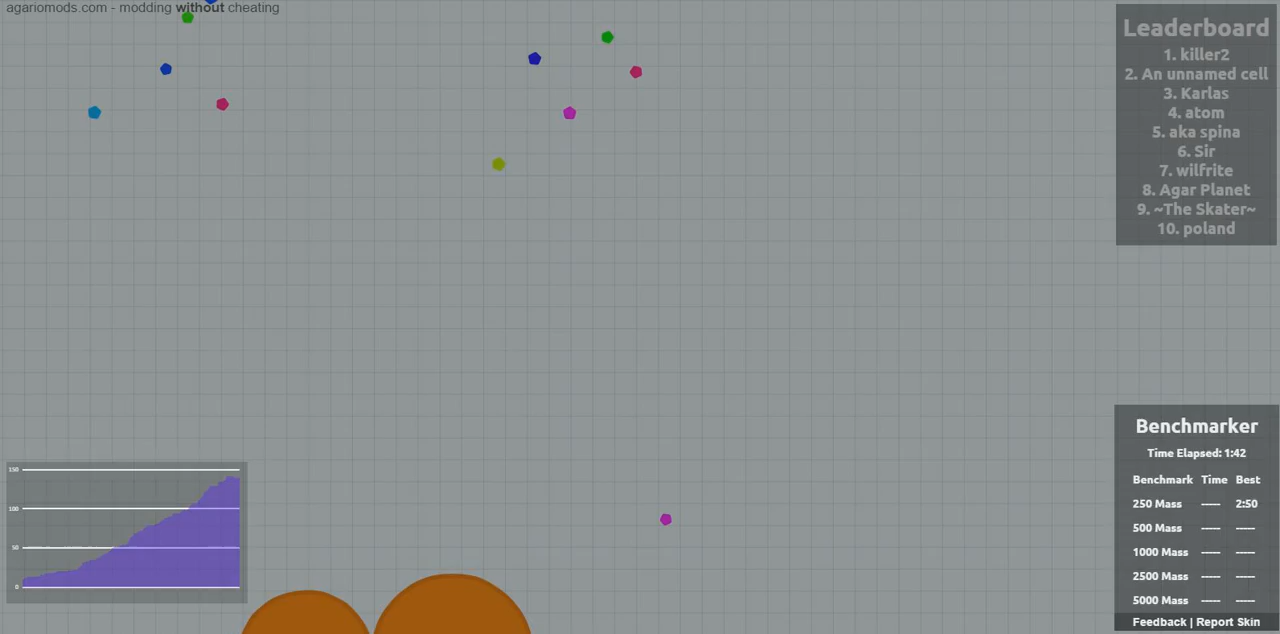 agariomods.com - modding without cheating
Leaderboard
1. killer2
2. An unnamed cell
3. Karlas
4. atom
5. aka spina
6. Sir
7. wilfrite
8. Agar Planet
9. ~The Skater~
10. poland
150
100
50
0
Benchmarker
Time Elapsed: 1:42
Benchmark Time Best
250 Mass ----- 2:50
500 Mass ----- -----
1000 Mass ----- -----
2500 Mass ----- -----
5000 Mass ----- -----
Feedback | Report Skin